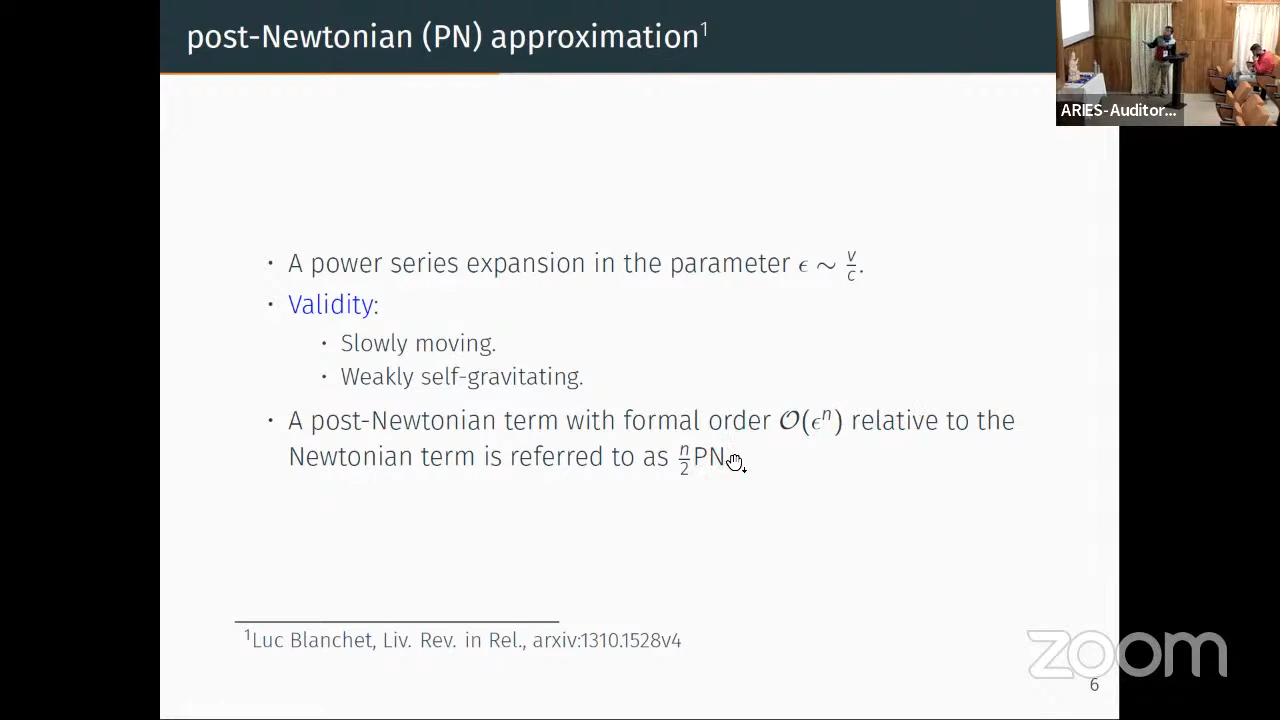 post-Newtonian (PN) approximation¹
ARIES-Auditor...
· A power series expansion in the parameter ϵ ∼ v/c.
· Validity:
· Slowly moving.
· Weakly self-gravitating.
· A post-Newtonian term with formal order 𝒪(ϵⁿ) relative to the
Newtonian term is referred to as n/2 PN.
¹Luc Blanchet, Liv. Rev. in Rel., arxiv:1310.1528v4
zoom
6